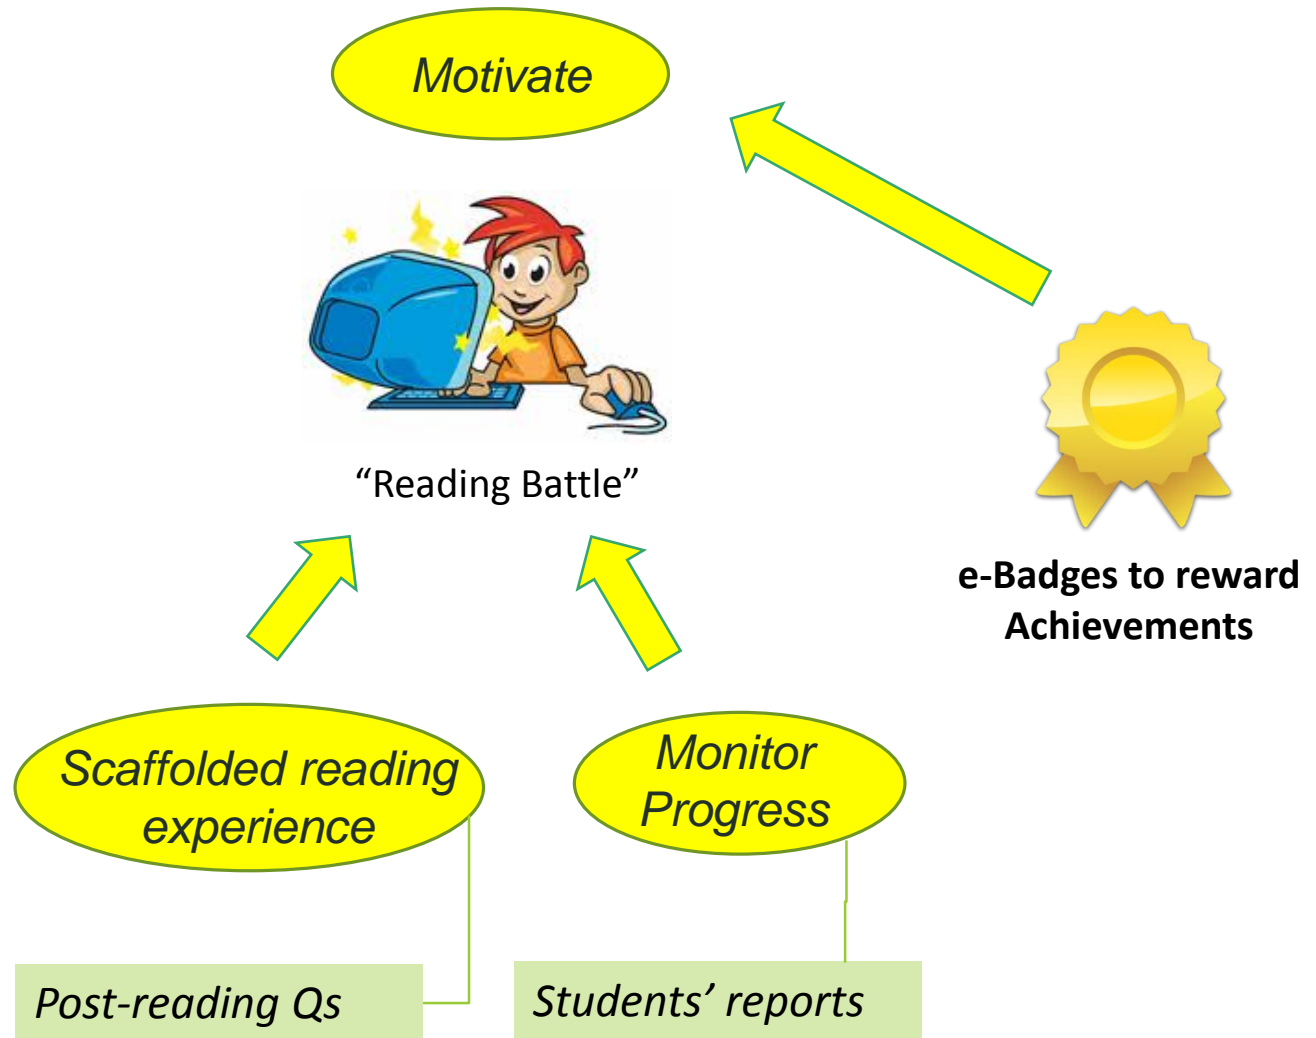 Motivate
“Reading Battle”
e-Badges to reward
Achievements
Scaffolded reading
experience
Monitor
Progress
Post-reading Qs
Students’ reports